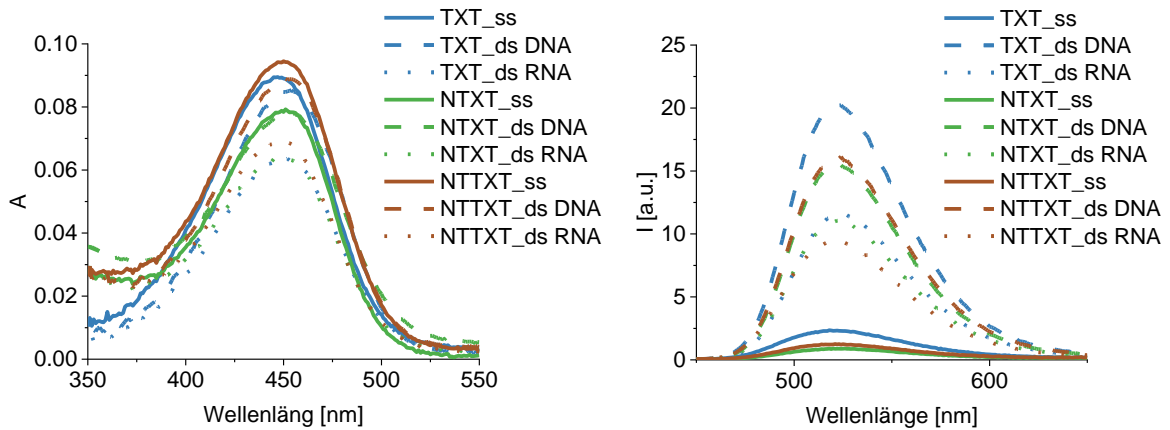 A
0.10
0.08
0.06
0.04
0.02
0.00
350
400
450
500
550
Wellenläng [nm]
TXT_ss
TXT_ds DNA
TXT_ds RNA
NTXT_ss
NTXT_ds DNA
NTXT_ds RNA
NTTXT_ss
NTTXT_ds DNA
NTTXT_ds RNA
I [a.u.]
25
20
15
10
5
0
500
600
Wellenlänge [nm]
TXT_ss
TXT_ds DNA
TXT_ds RNA
NTXT_ss
NTXT_ds DNA
NTXT_ds RNA
NTTXT_ss
NTTXT_ds DNA
NTTXT_ds RNA